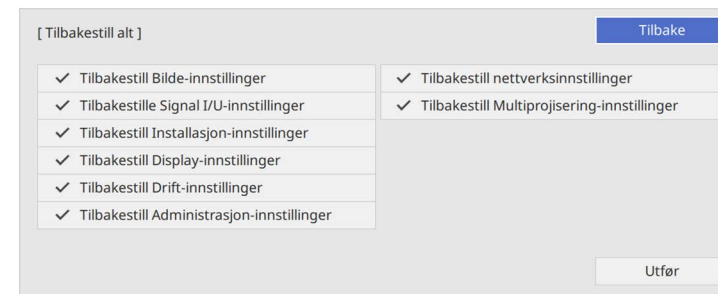 [ Tilbakestill alt ]
Tilbake
Tilbakestill Bilde-innstillinger
Tilbakestille Signal I/U-innstillinger
Tilbakestill Installasjon-innstillinger
Tilbakestill Display-innstillinger
Tilbakestill Drift-innstillinger
Tilbakestill Administrasjon-innstillinger
Tilbakestill nettverksinnstillinger
Tilbakestill Multiprojisering-innstillinger
Utfør